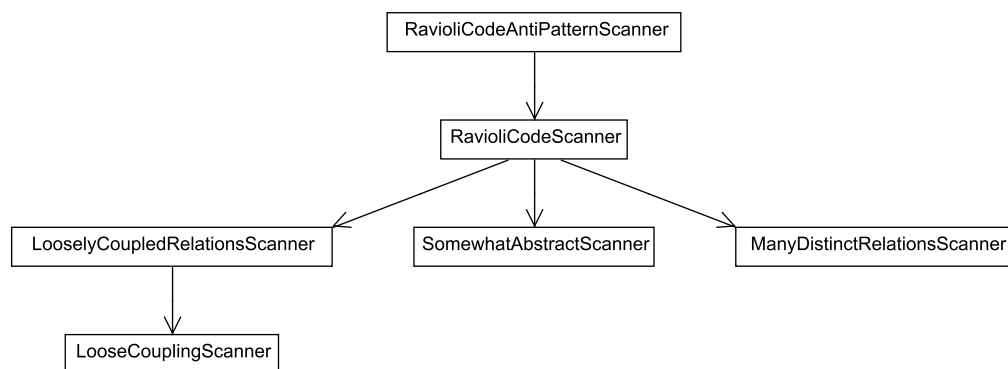 RavioliCodeAntiPatternScanner
RavioliCodeScanner
LooselyCoupledRelationsScanner
SomewhatAbstractScanner
ManyDistinctRelationsScanner
LooseCouplingScanner